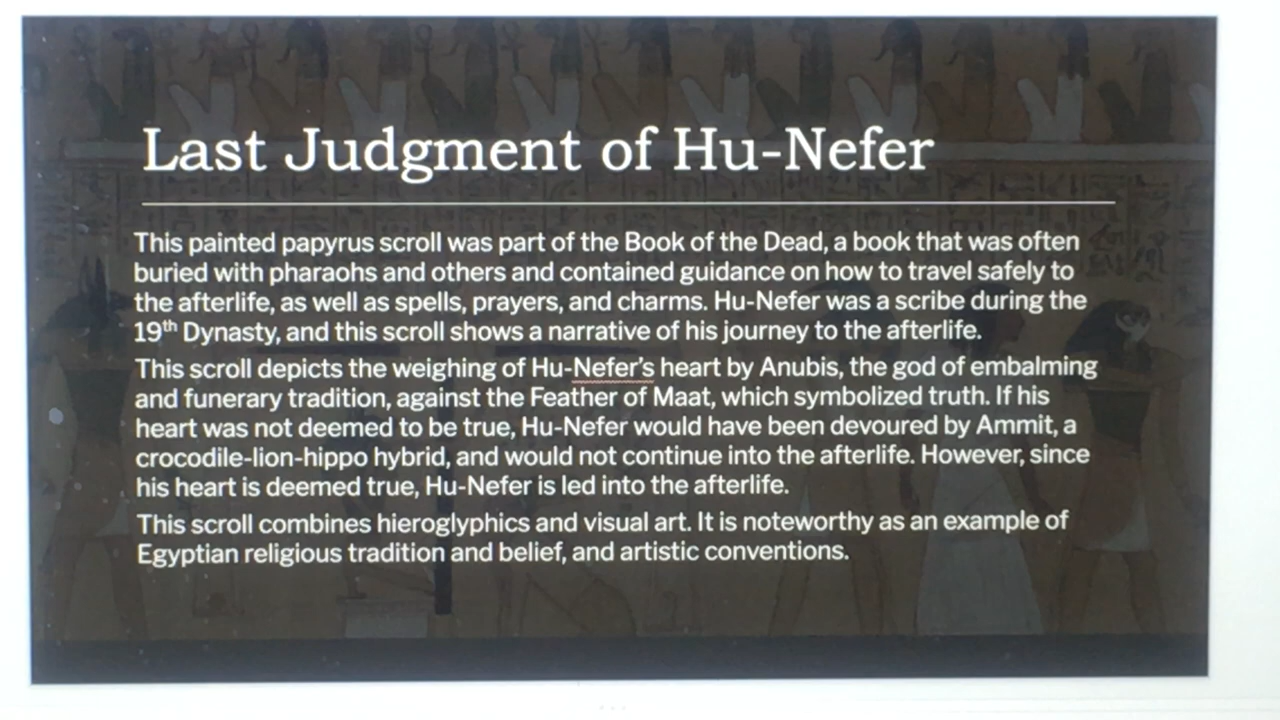 Last Judgment of Hu-Nefer
This painted papyrus scroll was part of the Book of the Dead, a book that was often
buried with pharaohs and others and contained guidance on how to travel safely to
the afterlife, as well as spells, prayers, and charms. Hu-Nefer was a scribe during the
19th Dynasty, and this scroll shows a narrative of his journey to the afterlife.
This scroll depicts the weighing of Hu-Nefer's heart by Anubis, the god of embalming
and funerary tradition, against the Feather of Maat, which symbolized truth. If his
heart was not deemed to be true, Hu-Nefer would have been devoured by Ammit, a
crocodile-lion-hippo hybrid, and would not continue into the afterlife. However, since
his heart is deemed true, Hu-Nefer is led into the afterlife.
This scroll combines hieroglyphics and visual art. It is noteworthy as an example of
Egyptian religious tradition and belief, and artistic conventions.